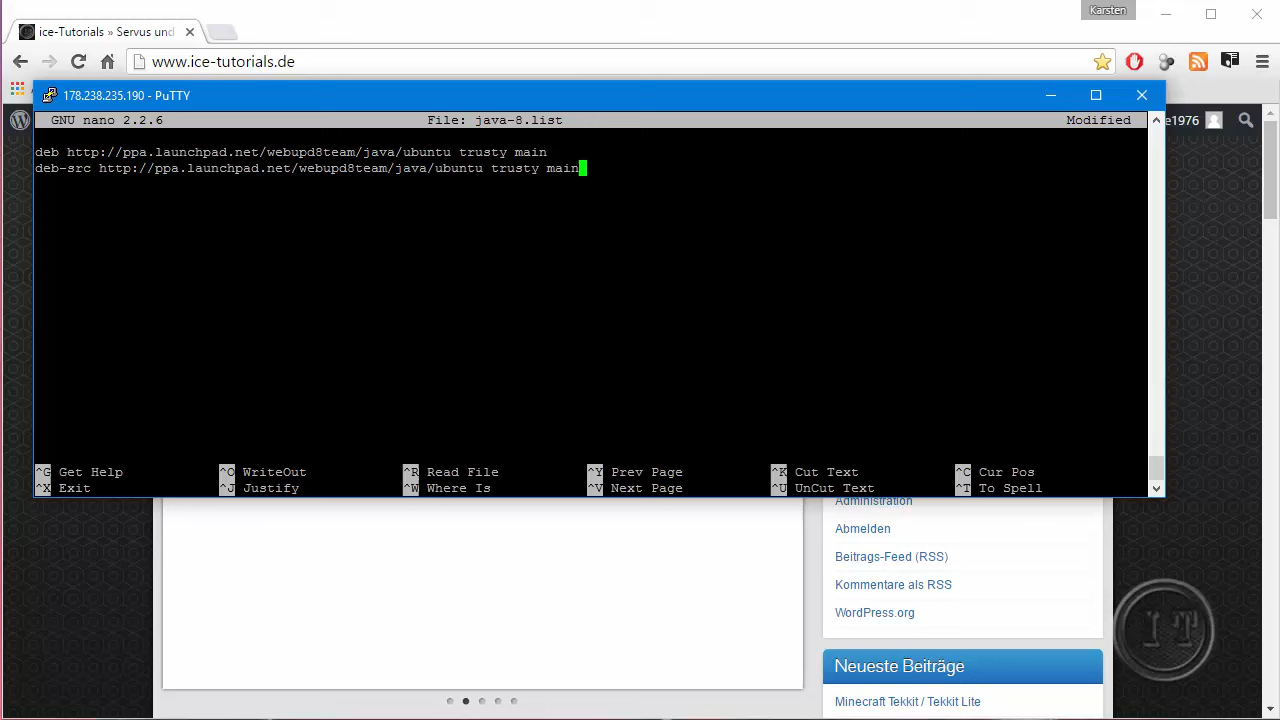 Karsten
ice-Tutorials » Servus und
www.ice-tutorials.de
178.238.235.190 - PuTTY
GNU nano 2.2.6 File: java-8.list Modified
e1976
deb http://ppa.launchpad.net/webupd8team/java/ubuntu trusty main
deb-src http://ppa.launchpad.net/webupd8team/java/ubuntu trusty main
^G Get Help ^O WriteOut ^R Read File ^Y Prev Page ^K Cut Text ^C Cur Pos
^X Exit ^J Justify ^W Where Is ^V Next Page ^U UnCut Text ^T To Spell
Administration
Abmelden
Beitrags-Feed (RSS)
Kommentare als RSS
WordPress.org
IT
Neueste Beiträge
Minecraft Tekkit / Tekkit Lite